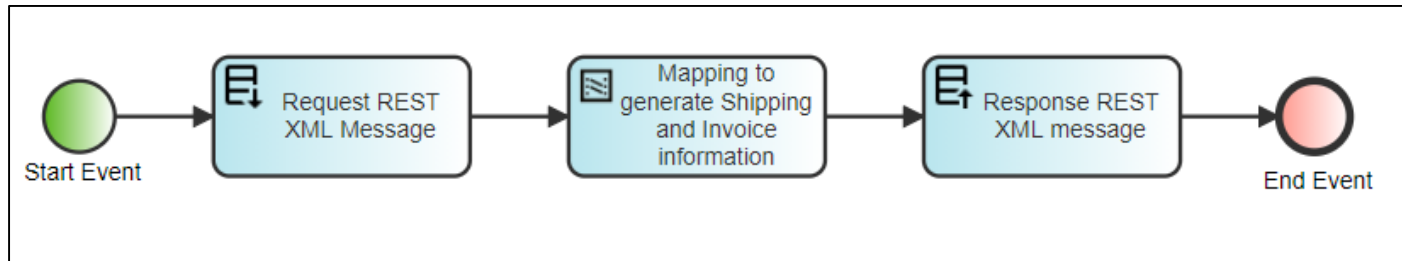 Start Event
Request REST
XML Message
Mapping to
generate Shipping
and Invoice
information
Response REST
XML message
End Event